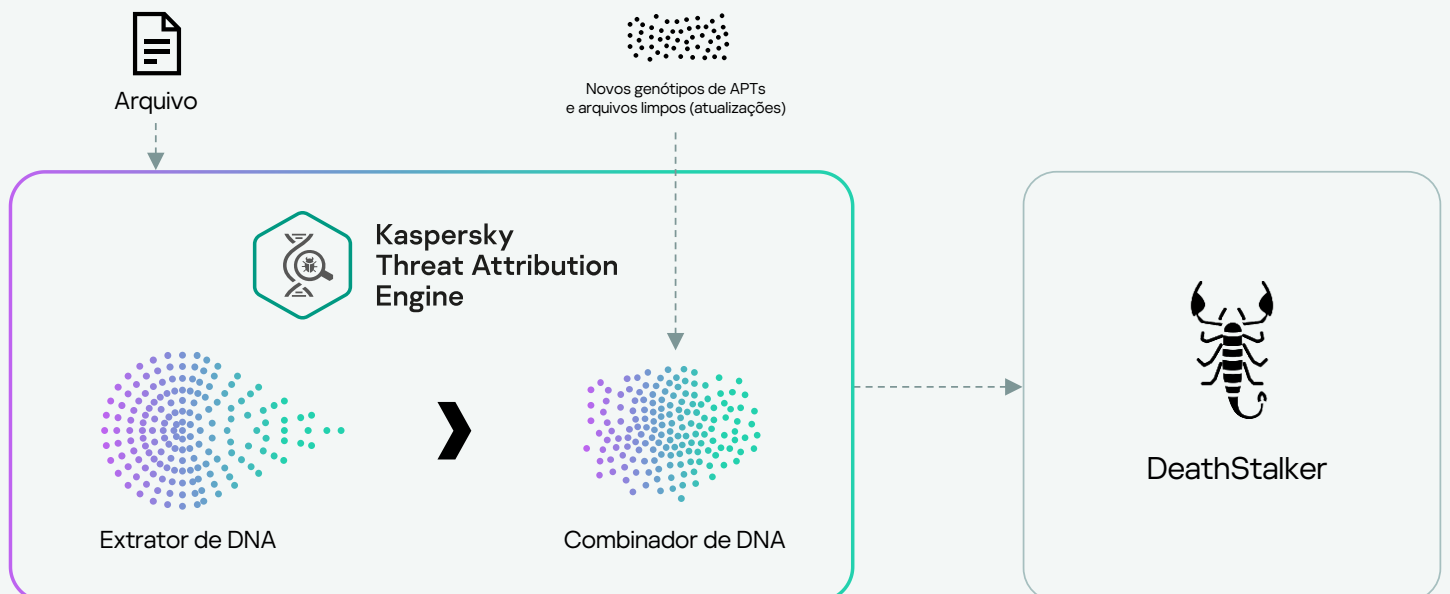 Arquivo
Novos genótipos de APTs
e arquivos limpos (atualizações)
Kaspersky
Threat Attribution
Engine
Extrator de DNA
Combinador de DNA
DeathStalker